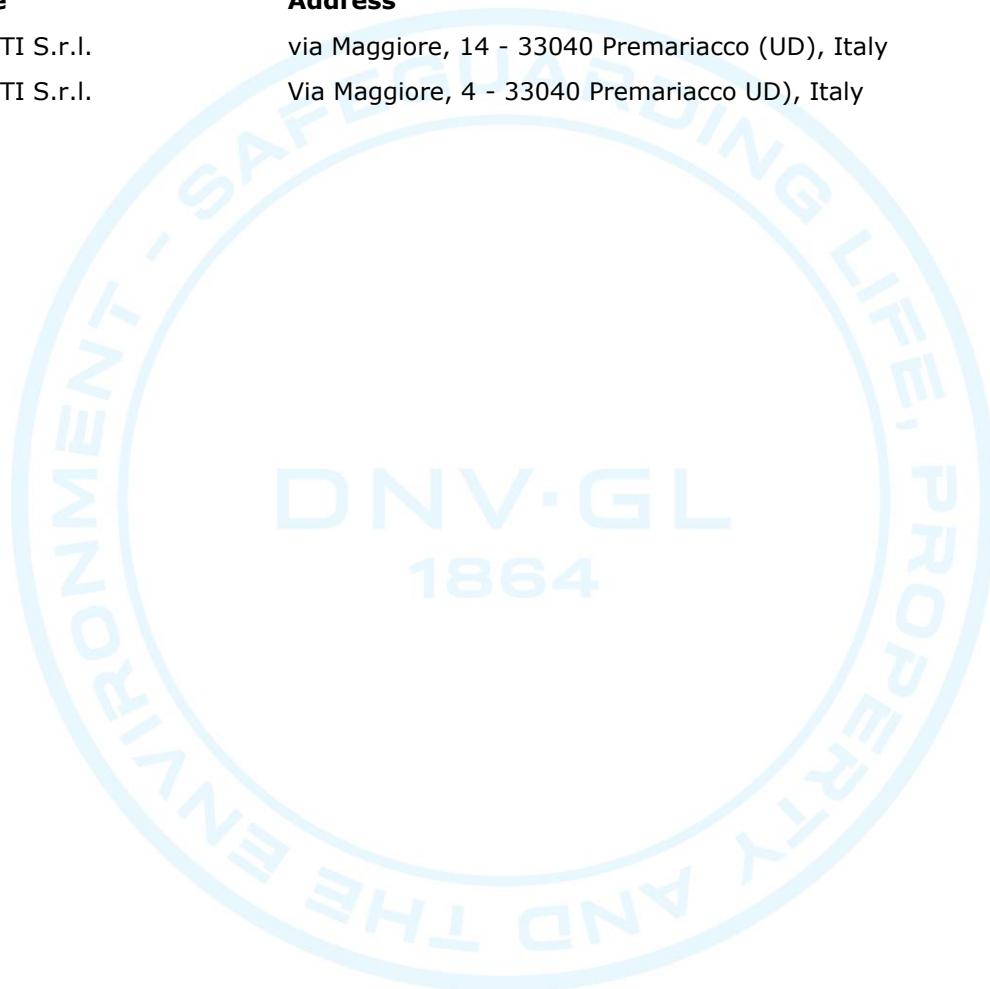 Address
TI S.r.l. via Maggiore, 14 - 33040 Premariacco (UD), Italy
TI S.r.l. Via Maggiore, 4 - 33040 Premariacco UD), Italy
SAFEGUARDING LIFE, PROPERTY AND THE ENVIRONMENT -
DNV·GL
1864